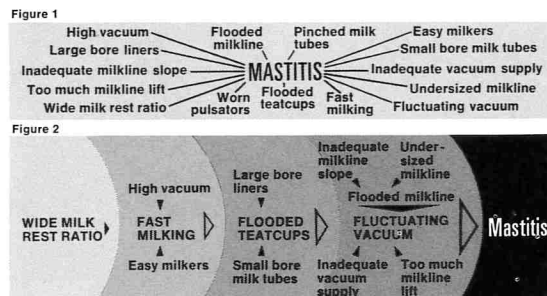 Figure 1
High vacuum
Large bore liners
Inadequate milkline slope
Too much milkline lift
Wide milk rest ratio
Flooded
milkline
Pinched milk
tubes
MASTITIS
Worn
pulsators
Flooded
teatcups
Fast
milking
Easy milkers
Small bore milk tubes
Inadequate vacuum supply
Undersized milkline
Fluctuating vacuum
Figure 2
WIDE MILK
REST RATIO
High vacuum
FAST
MILKING
Easy milkers
Large bore
liners
FLOODED
TEATCUPS
Small bore
milk tubes
Inadequate
milkline
slope
Under-
sized
milkline
Flooded milkline
FLUCTUATING
VACUUM
Inadequate
vacuum
supply
Too much
milkline
lift
Mastitis